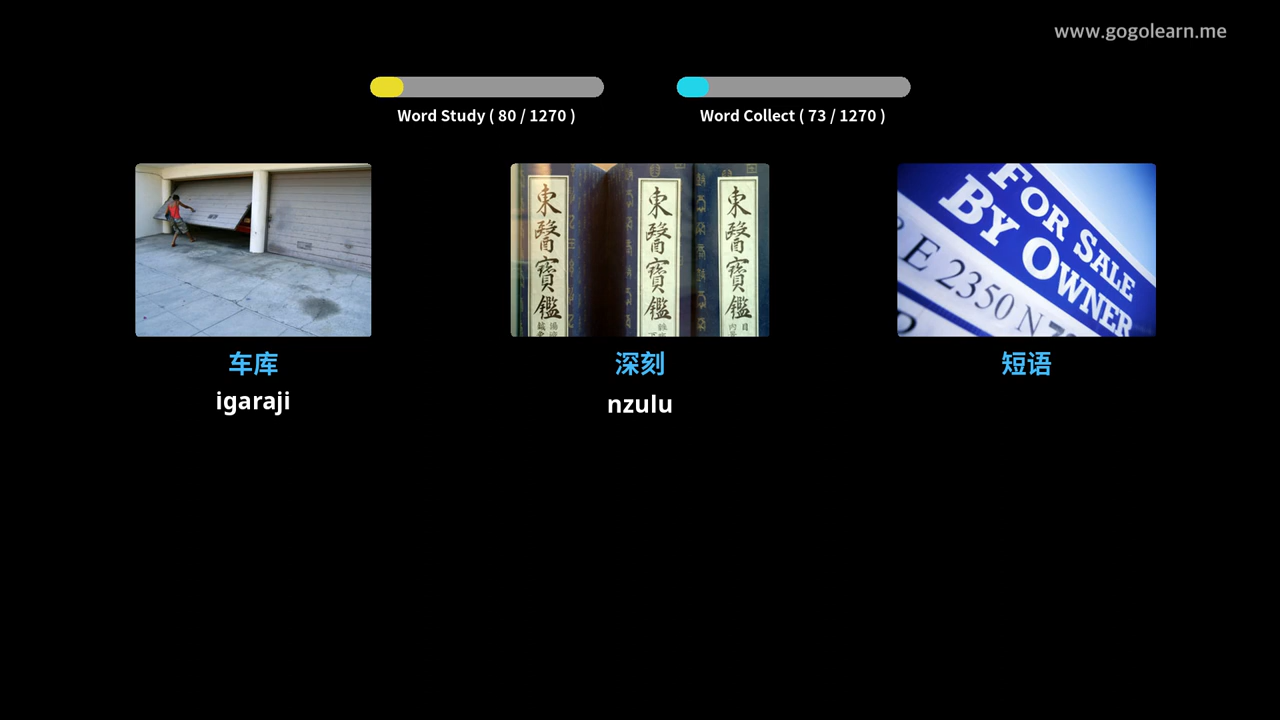 www.gogolearn.me
Word Study ( 80 / 1270 )
Word Collect ( 73 / 1270 )
東醫寶鑑
東醫寶鑑
東醫寶鑑
FOR SALE
BY OWNER
E 2350 N
车库
深刻
短语
igaraji
nzulu